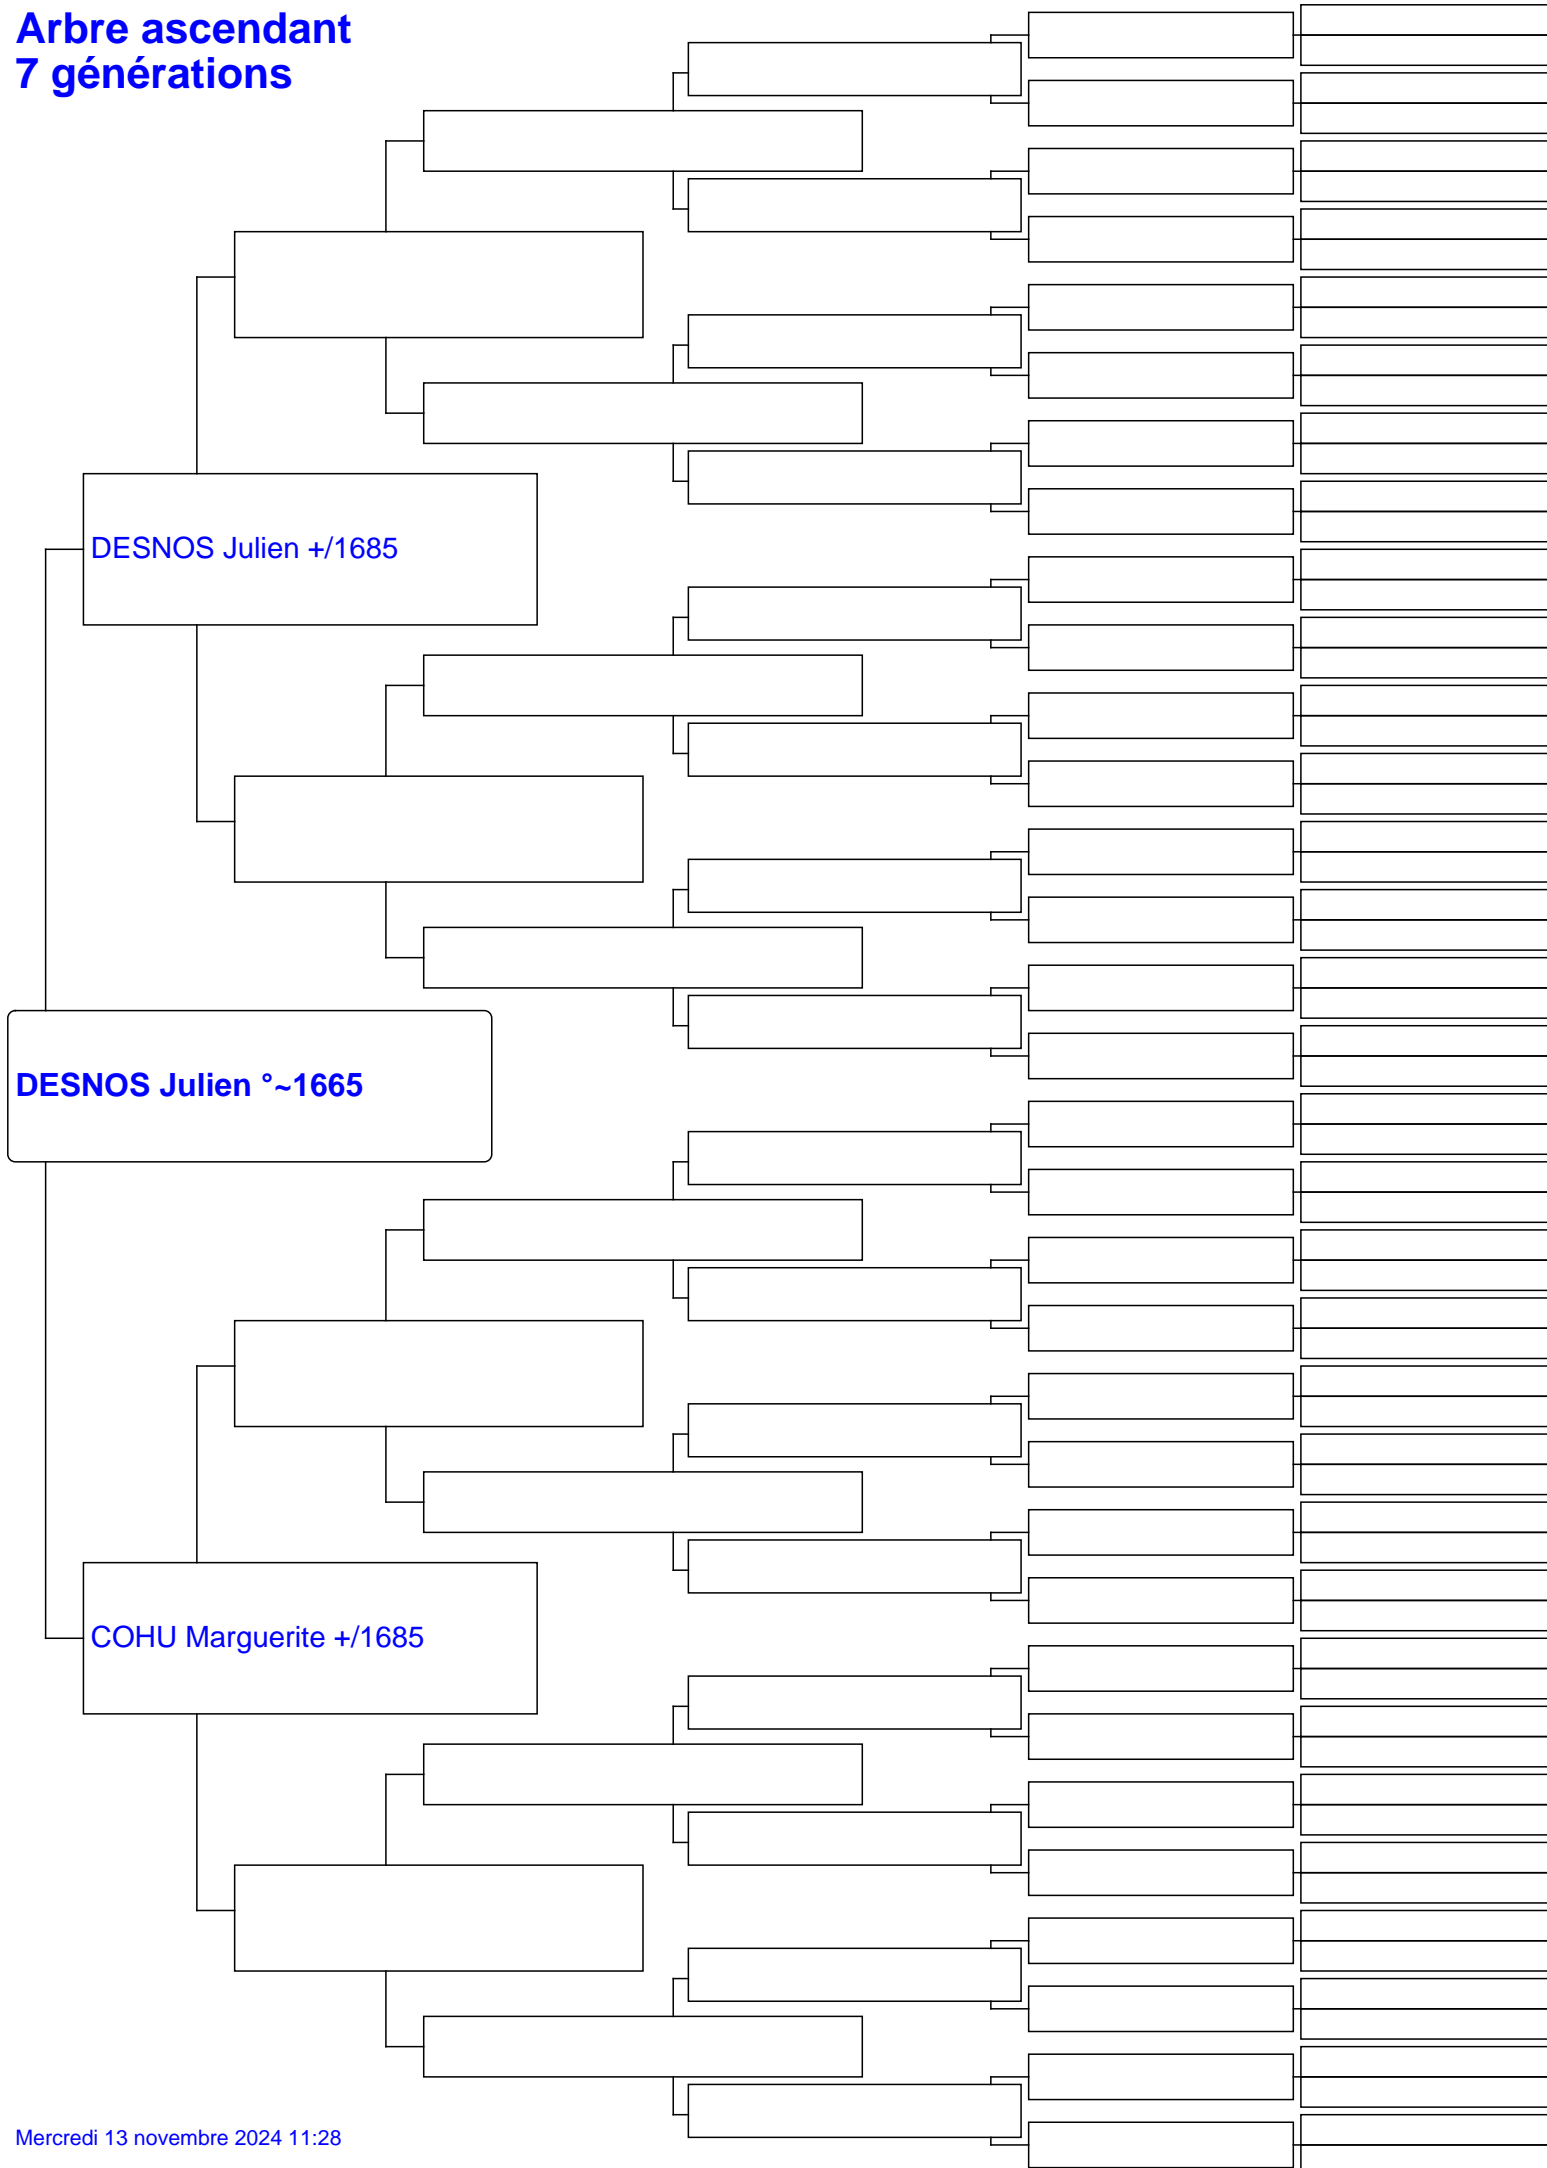 Arbre ascendant
7 générations
DESNOS Julien +/1685
DESNOS Julien °~1665
COHU Marguerite +/1685
Mercredi 13 novembre 2024 11:28